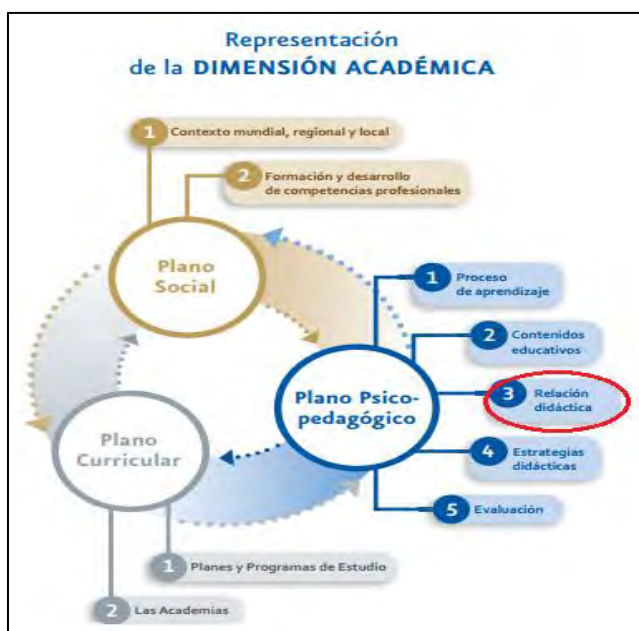 Representación
de la DIMENSIÓN ACADÉMICA
1 Contexto mundial, regional y local
2 Formación y desarrollo
de competencias profesionales
Plano
Social
1 Proceso
de aprendizaje
2 Contenidos
educativos
Plano Psico-
pedagógico
3 Relación
didáctica
4 Estrategias
didácticas
5 Evaluación
Plano
Curricular
1 Planes y Programas de Estudio
2 Las Academias